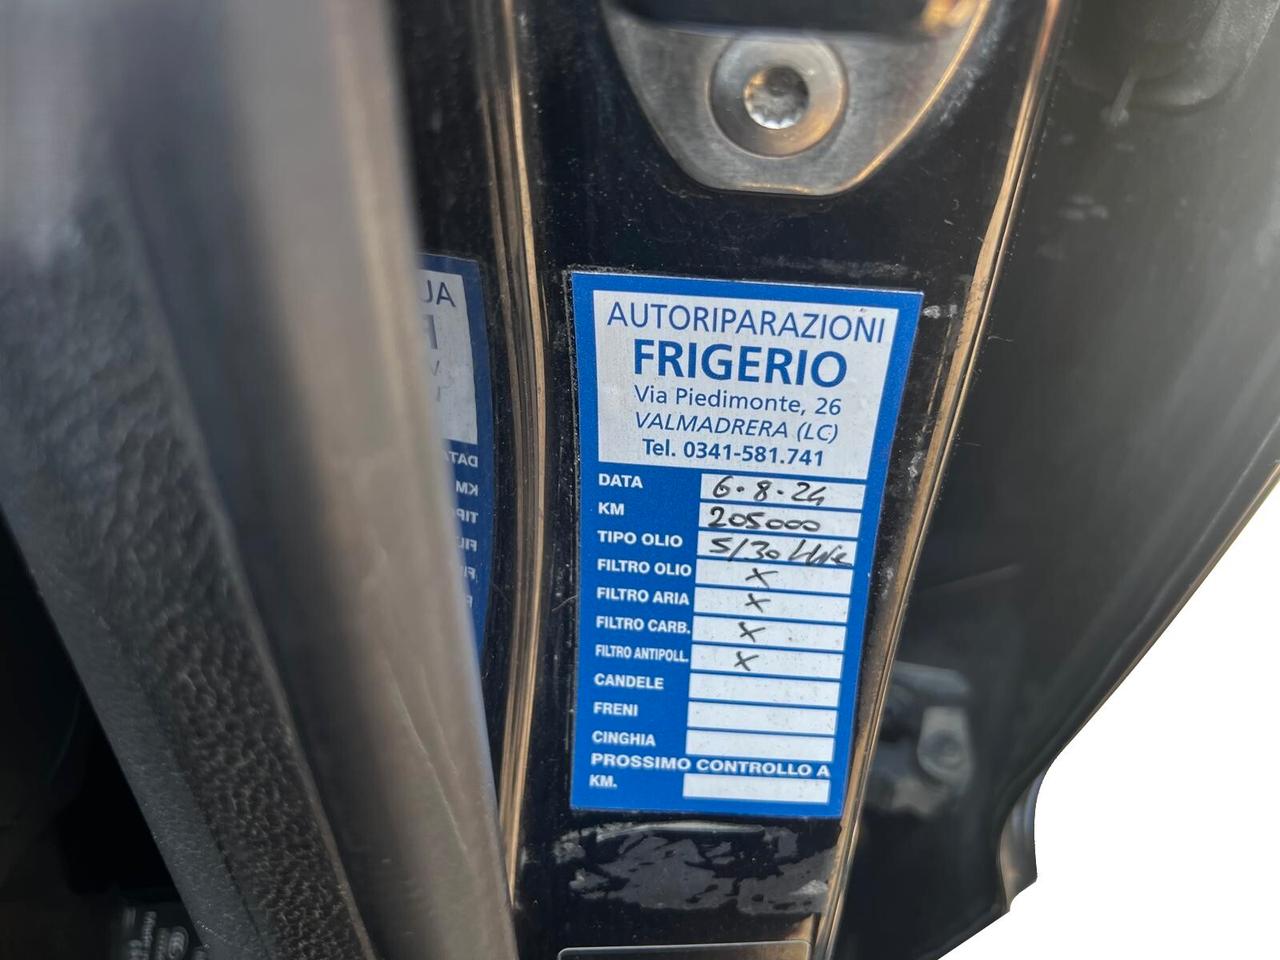 AUTORIPARAZIONI
FRIGERIO
Via Piedimonte, 26
VALMADRERA (LC)
Tel. 0341-581.741
DATA 6.8.24
KM 205000
TIPO OLIO 5/30
FILTRO OLIO X
FILTRO ARIA X
FILTRO CARB. X
FILTRO ANTIPOLL. X
CANDELE
FRENI
CINGHIA
PROSSIMO CONTROLLO A
KM.